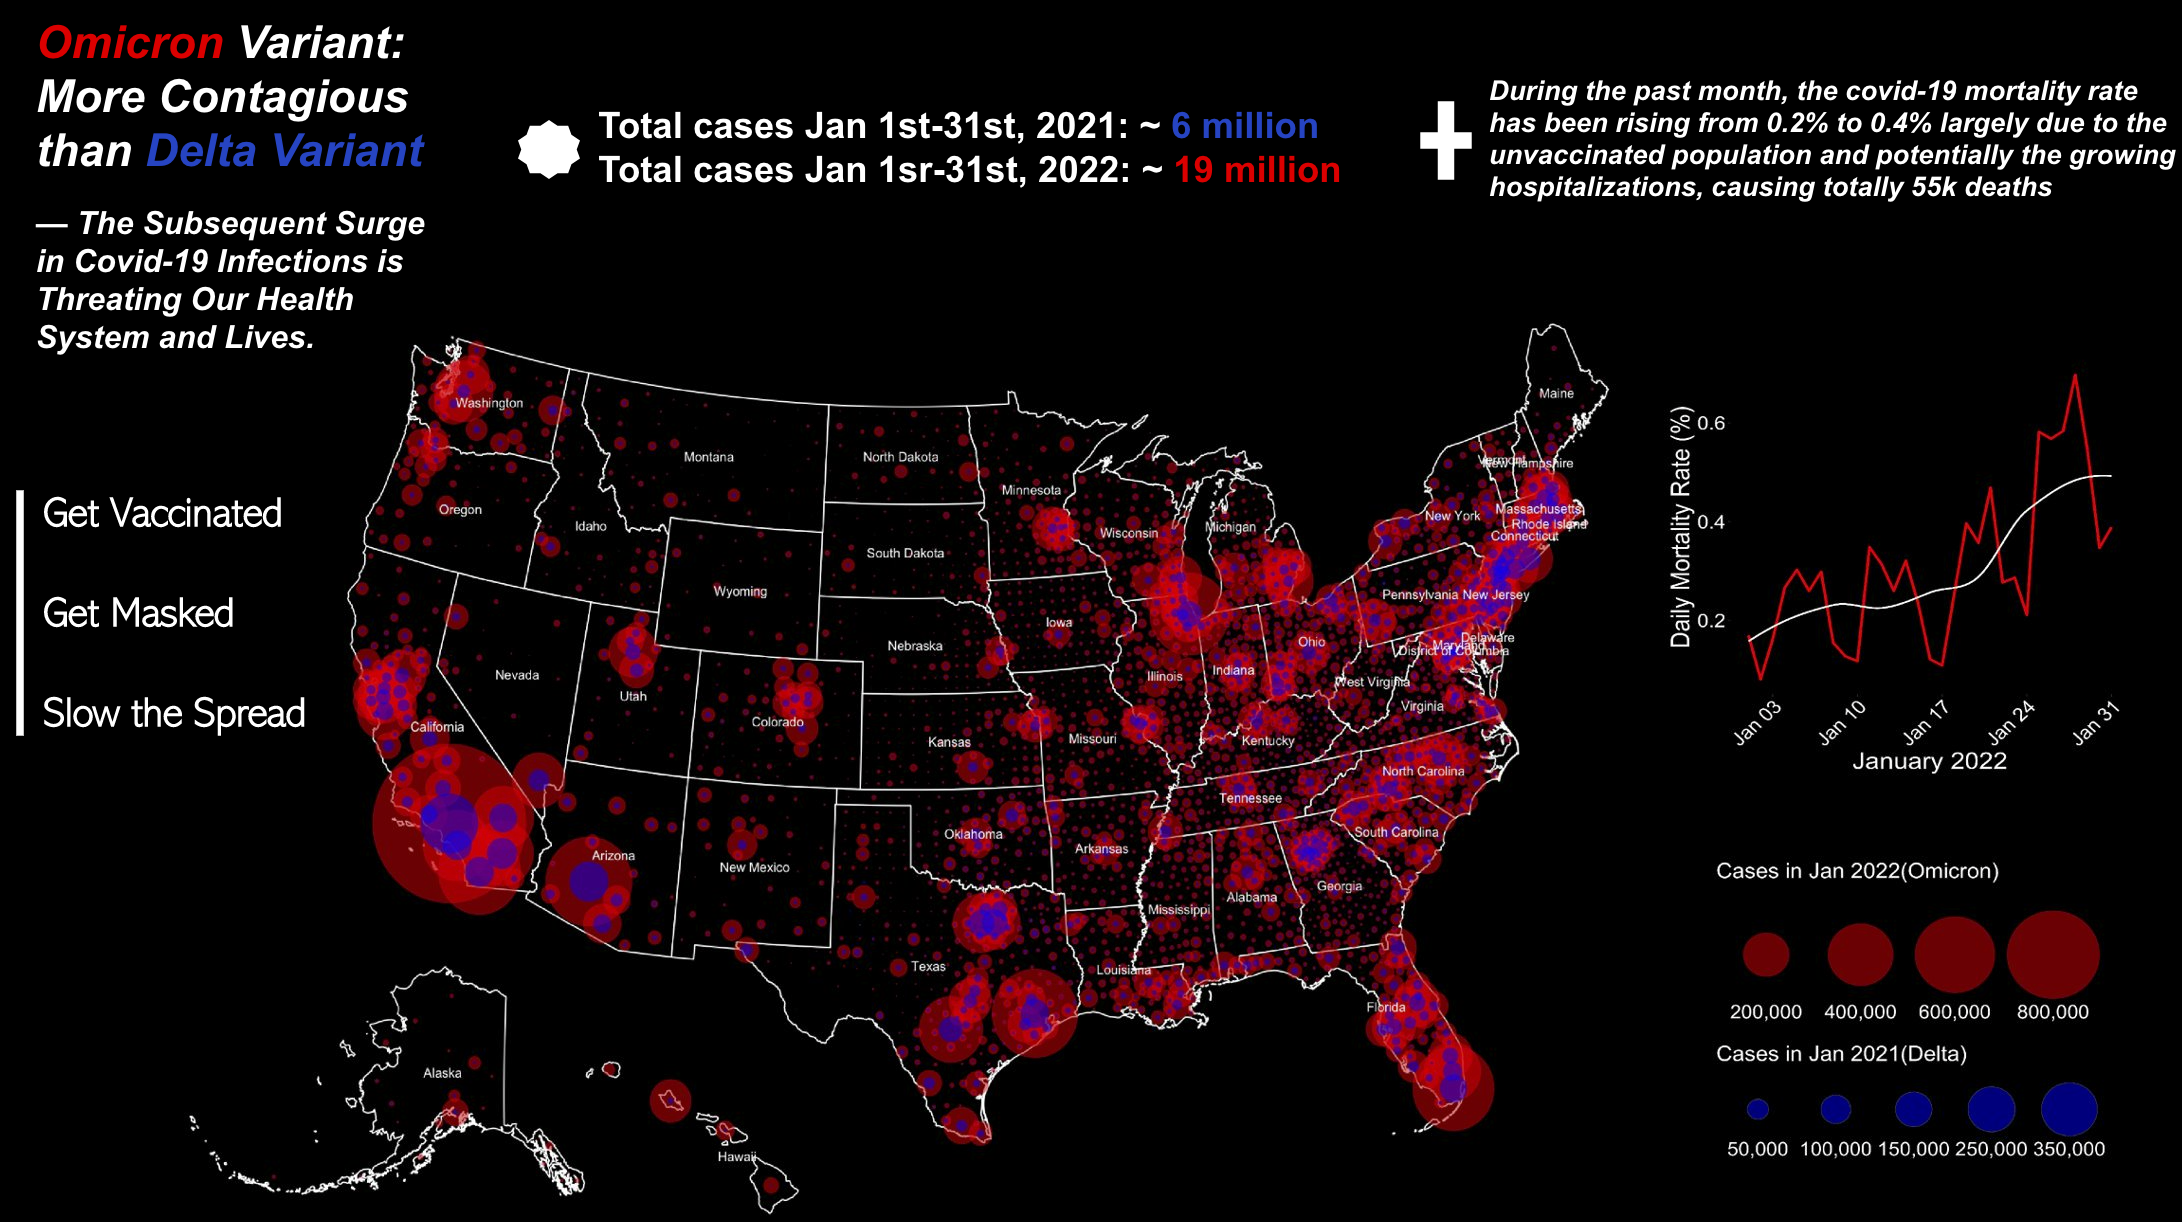 Omicron Variant:
More Contagious
than Delta Variant
— The Subsequent Surge
in Covid-19 Infections is
Threating Our Health
System and Lives.
Total cases Jan 1st-31st, 2021: ~ 6 million
Total cases Jan 1sr-31st, 2022: ~ 19 million
During the past month, the covid-19 mortality rate
has been rising from 0.2% to 0.4% largely due to the
unvaccinated population and potentially the growing
hospitalizations, causing totally 55k deaths
Get Vaccinated
Get Masked
Slow the Spread
Washington
Oregon
Idaho
Montana
North Dakota
Minnesota
Wisconsin
Michigan
New York
Vermont
New Hampshire
Maine
Massachusetts
Rhode Island
Connecticut
South Dakota
Wyoming
Nebraska
Iowa
Illinois
Indiana
Ohio
Pennsylvania
New Jersey
Delaware
Maryland
District of Columbia
West Virginia
Virginia
Nevada
Utah
California
Colorado
Kansas
Missouri
Kentucky
North Carolina
Tennessee
South Carolina
Arizona
New Mexico
Oklahoma
Arkansas
Mississippi
Alabama
Georgia
Texas
Louisiana
Florida
Alaska
Hawaii
Daily Mortality Rate (%)
0.6
0.4
0.2
Jan 03
Jan 10
Jan 17
Jan 24
Jan 31
January 2022
Cases in Jan 2022(Omicron)
200,000 400,000 600,000 800,000
Cases in Jan 2021(Delta)
50,000 100,000 150,000 250,000 350,000